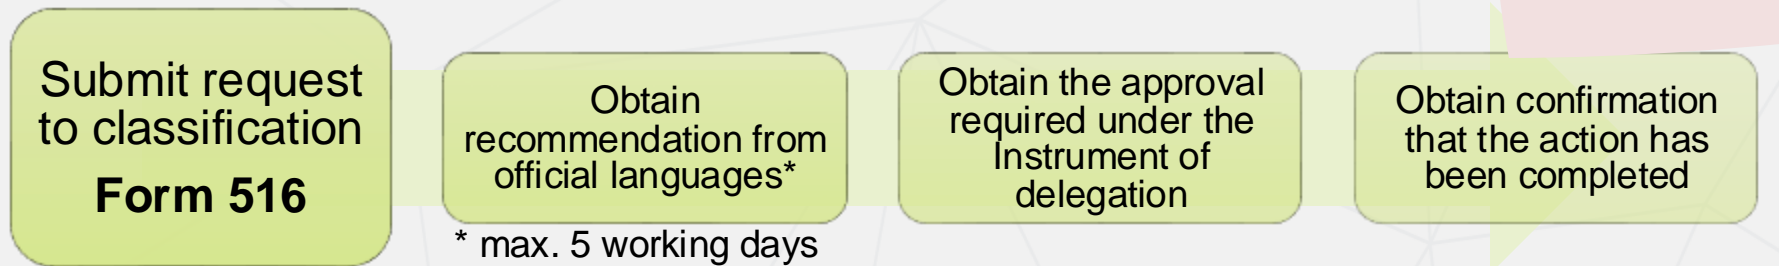 Submit request
to classification
Form 516
Obtain
recommendation from
official languages*
* max. 5 working days
Obtain the approval
required under the
Instrument of
delegation
Obtain confirmation
that the action has
been completed